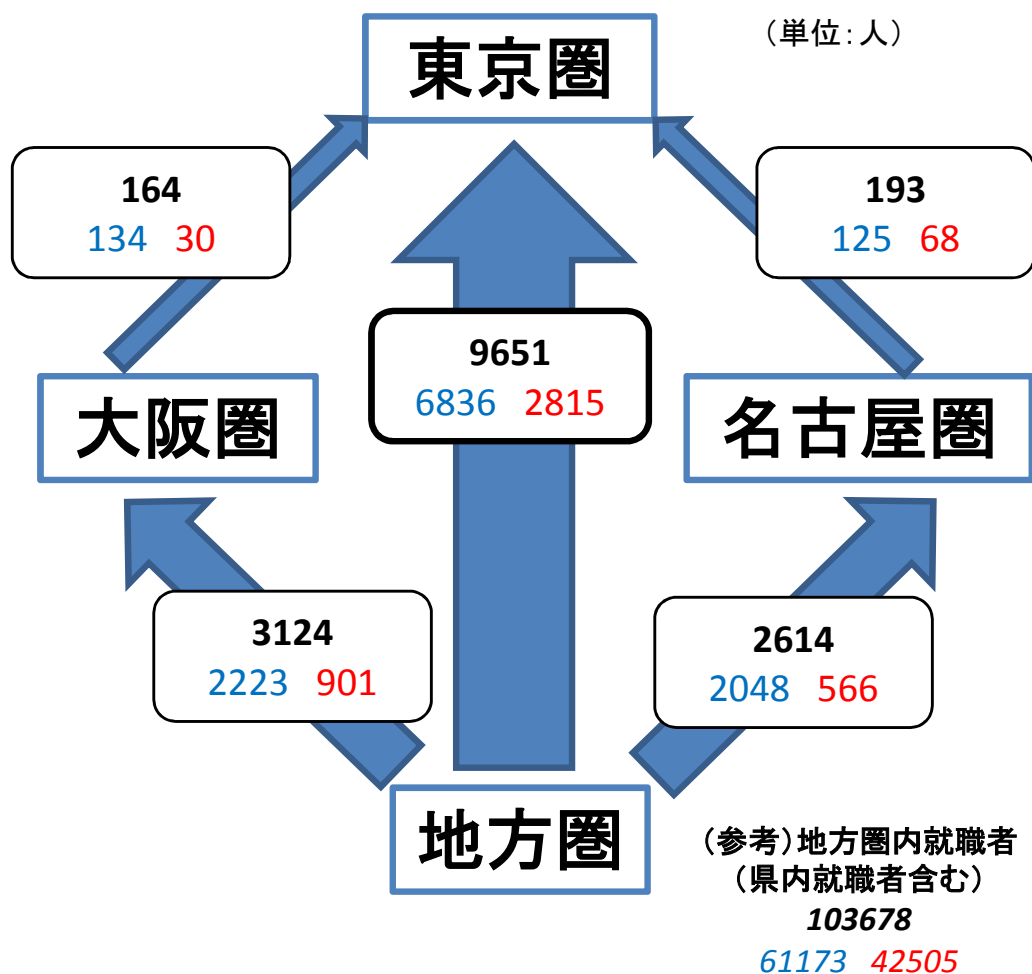 （単位：人）
東京圏
164
134 30
193
125 68
9651
6836 2815
大阪圏
名古屋圏
3124
2223 901
2614
2048 566
地方圏
（参考）地方圏内就職者
（県内就職者含む）
103678
61173 42505